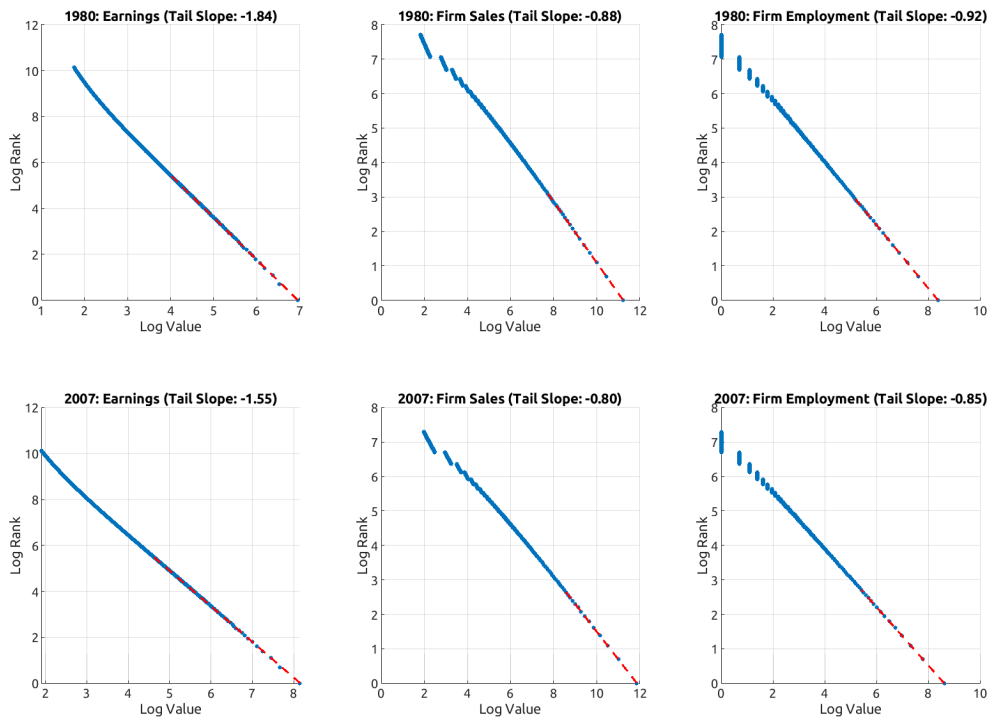 1980: Earnings (Tail Slope: -1.84)
12
10
8
6
4
2
0
Log Rank
1 2 3 4 5 6 7
Log Value
1980: Firm Sales (Tail Slope: -0.88)
8
7
6
5
4
3
2
1
0
Log Rank
0 2 4 6 8 10 12
Log Value
1980: Firm Employment (Tail Slope: -0.92)
8
7
6
5
4
3
2
1
0
Log Rank
0 2 4 6 8 10
Log Value
2007: Earnings (Tail Slope: -1.55)
12
10
8
6
4
2
0
Log Rank
2 3 4 5 6 7 8
Log Value
2007: Firm Sales (Tail Slope: -0.80)
8
7
6
5
4
3
2
1
0
Log Rank
0 2 4 6 8 10 12
Log Value
2007: Firm Employment (Tail Slope: -0.85)
8
7
6
5
4
3
2
1
0
Log Rank
0 2 4 6 8 10
Log Value